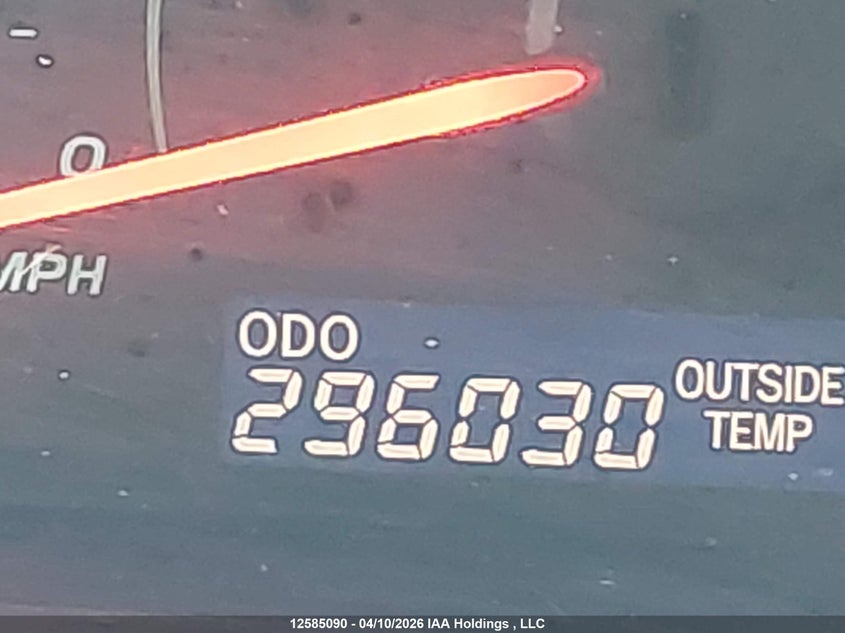 0
MPH
ODO
296030
OUTSIDE
TEMP
12585090 - 04/10/2026 IAA Holdings , LLC